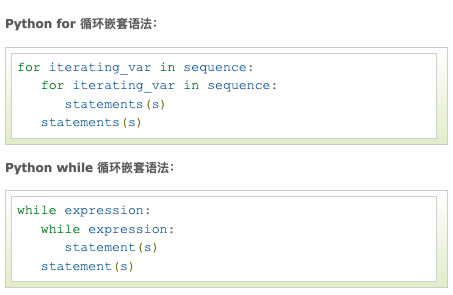 Python for 循环嵌套语法：
for iterating_var in sequence:
   for iterating_var in sequence:
      statements(s)
   statements(s)
Python while 循环嵌套语法：
while expression:
   while expression:
      statement(s)
   statement(s)